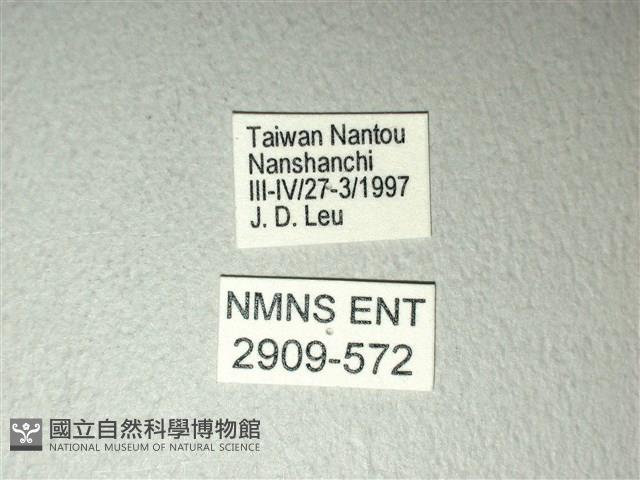 Taiwan Nantou
Nanshanchi
III-IV/27-3/1997
J. D. Leu
NMNS ENT
2909-572
國立自然科學博物館
NATIONAL MUSEUM OF NATURAL SCIENCE